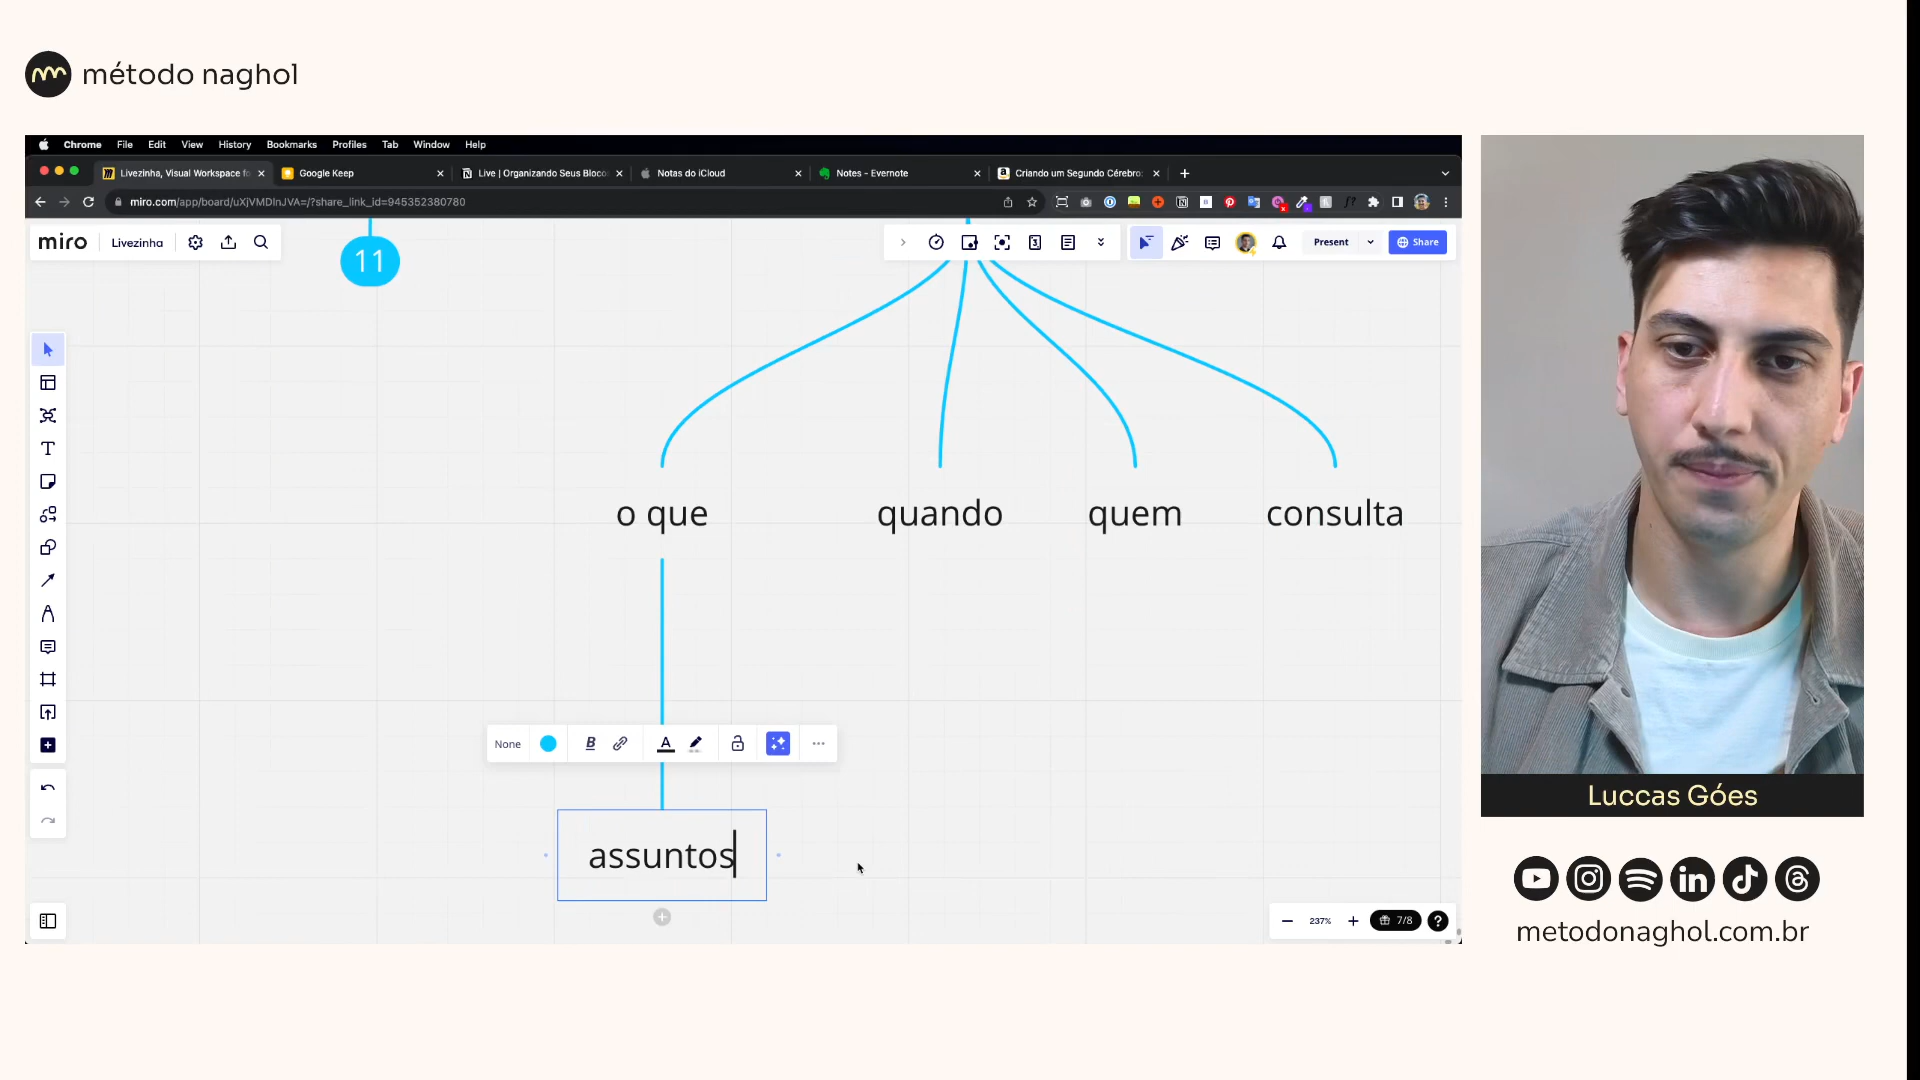 método naghol
Chrome File Edit View History Bookmarks Profiles Tab Window Help
Livezinha, Visual Workspace fo
Google Keep
Live | Organizando Seus Bloco
Notas do iCloud
Notes - Evernote
Criando um Segundo Cérebro:
miro.com/app/board/uXjVMDlnJVA=/?share_link_id=945352380780
miro Livezinha
Present
Share
11
o que
quando
quem
consulta
None
B
A
assuntos
237%
7/8
Luccas Góes
metodonaghol.com.br